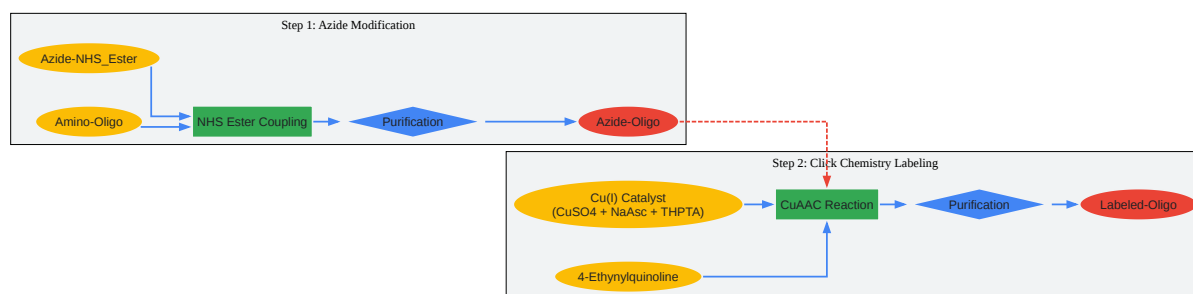 Step 1: Azide Modification
Azide-NHS_Ester
Amino-Oligo
NHS Ester Coupling
Purification
Azide-Oligo
Step 2: Click Chemistry Labeling
Cu(I) Catalyst
(CuSO4 + NaAsc + THPTA)
CuAAC Reaction
Purification
Labeled-Oligo
4-Ethynylquinoline